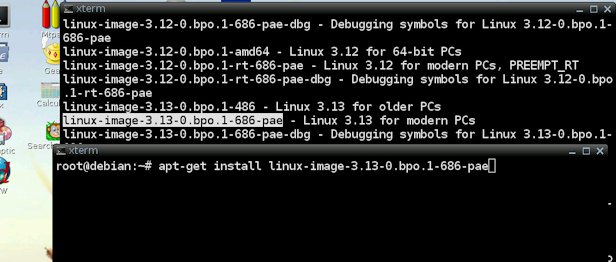 xterm
linux-image-3.12-0.bpo.1-686-pae-dbg - Debugging symbols for Linux 3.12-0.bpo.1-
686-pae
linux-image-3.12-0.bpo.1-amd64 - Linux 3.12 for 64-bit PCs
linux-image-3.12-0.bpo.1-rt-686-pae - Linux 3.12 for modern PCs, PREEMPT_RT
linux-image-3.12-0.bpo.1-rt-686-pae-dbg - Debugging symbols for Linux 3.12-0.bpo
.1-rt-686-pae
linux-image-3.13-0.bpo.1-486 - Linux 3.13 for older PCs
linux-image-3.13-0.bpo.1-686-pae - Linux 3.13 for modern PCs
linux-image-3.13-0.bpo.1-686-pae-dbg - Debugging symbols for Linux 3.13-0.bpo.1-
xterm
root@debian:~# apt-get install linux-image-3.13-0.bpo.1-686-pae
Mtpa
Gea
Calcul
Search
optic